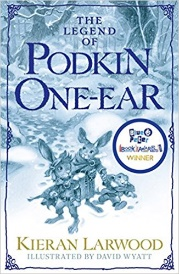 THE
LEGEND
OF
PODKIN
ONE-EAR
WINNER
KIERAN LARWOOD
ILLUSTRATED BY DAVID WYATT